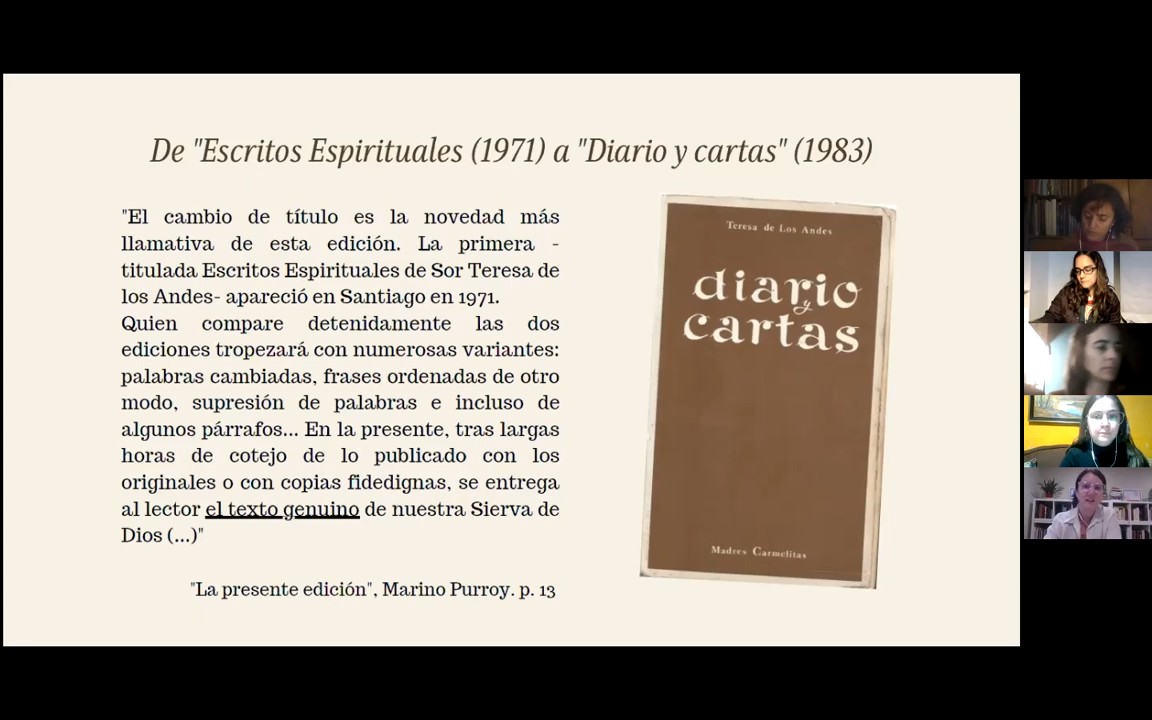 De "Escritos Espirituales (1971) a "Diario y cartas" (1983)
"El cambio de título es la novedad más
llamativa de esta edición. La primera -
titulada Escritos Espirituales de Sor Teresa de
los Andes- apareció en Santiago en 1971.
Quien compare detenidamente las dos
ediciones tropezará con numerosas variantes:
palabras cambiadas, frases ordenadas de otro
modo, supresión de palabras e incluso de
algunos párrafos... En la presente, tras largas
horas de cotejo de lo publicado con los
originales o con copias fidedignas, se entrega
al lector el texto genuino de nuestra Sierva de
Dios (...)"
"La presente edición", Marino Purroy. p. 13
Teresa de Los Andes
diario
y
cartas
Madres Carmelitas